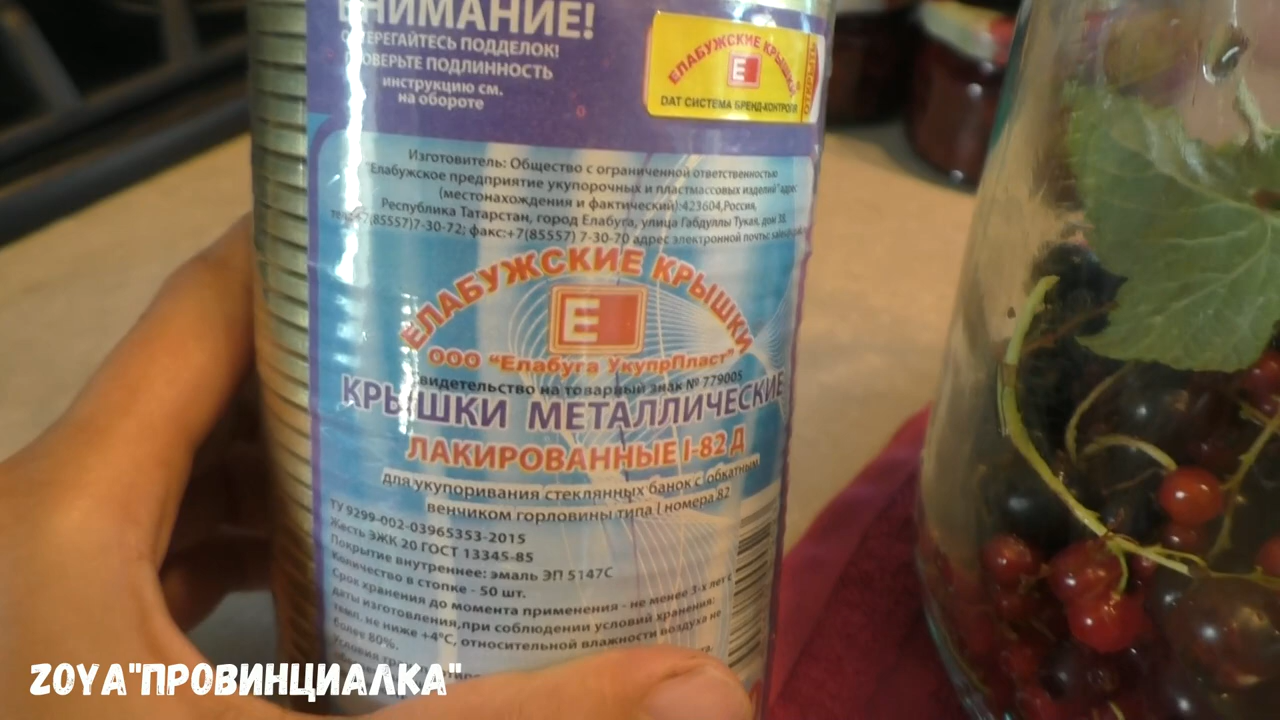 ВНИМАНИЕ!
ОСТЕРЕГАЙТЕСЬ ПОДДЕЛОК!
ПРОВЕРЬТЕ ПОДЛИННОСТЬ
инструкцию см.
на обороте
ЕЛАБУЖСКИЕ КРЫШКИ
Е
DAT СИСТЕМА БРЕНД-КОНТРОЛЯ
Изготовитель: Общество с ограниченной ответственностью
"Елабужское предприятие укупорочных и пластмассовых изделий" адрес
(местонахождения и фактический):423604,Россия,
Республика Татарстан, город Елабуга, улица Габдуллы Тукая, дом 38.
+7(85557)7-30-72; факс:+7(85557) 7-30-70 адрес электронной почты:
ЕЛАБУЖСКИЕ КРЫШКИ
Е
ООО "Елабуга УкупрПласт"
Свидетельство на товарный знак № 779005
КРЫШКИ МЕТАЛЛИЧЕСКИЕ
ЛАКИРОВАННЫЕ I-82 Д
для укупоривания стеклянных банок с обкатным
венчиком горловины типа I номера 82
ТУ 9299-002-03965353-2015
Жесть ЭЖК 20 ГОСТ 13345-85
Покрытие внутреннее: эмаль ЭП 5147С
Количество в стопке - 50 шт.
Срок хранения до момента применения - не менее 3-х лет с
даты изготовления,при соблюдении условий хранения:
темп. не ниже +4°С, относительной влажности воздуха не
более 80%.
Условия
ZOYA"ПРОВИНЦИАЛКА"